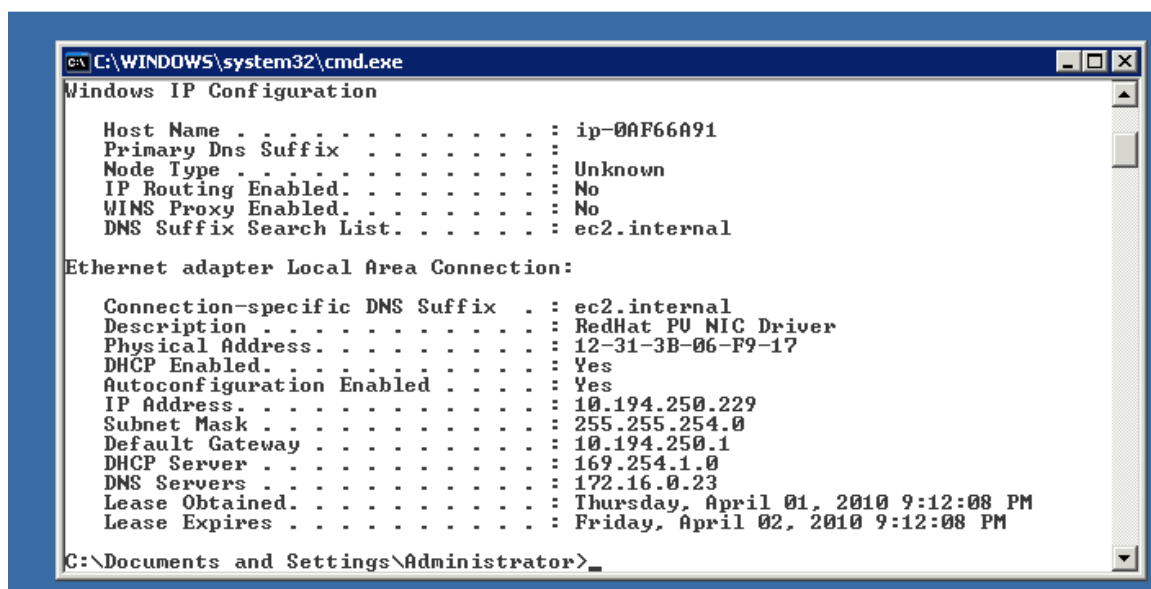 C:\WINDOWS\system32\cmd.exe
Windows IP Configuration
Host Name . . . . . . . . . . . . : ip-0AF66A91
Primary Dns Suffix  . . . . . . . :
Node Type . . . . . . . . . . . . : Unknown
IP Routing Enabled. . . . . . . . : No
WINS Proxy Enabled. . . . . . . . : No
DNS Suffix Search List. . . . . . : ec2.internal
Ethernet adapter Local Area Connection:
Connection-specific DNS Suffix  . : ec2.internal
Description . . . . . . . . . . . : RedHat PV NIC Driver
Physical Address. . . . . . . . . : 12-31-3B-06-F9-17
DHCP Enabled. . . . . . . . . . . : Yes
Autoconfiguration Enabled . . . . : Yes
IP Address. . . . . . . . . . . . : 10.194.250.229
Subnet Mask . . . . . . . . . . . : 255.255.254.0
Default Gateway . . . . . . . . . : 10.194.250.1
DHCP Server . . . . . . . . . . . : 169.254.1.0
DNS Servers . . . . . . . . . . . : 172.16.0.23
Lease Obtained. . . . . . . . . . : Thursday, April 01, 2010 9:12:08 PM
Lease Expires . . . . . . . . . . : Friday, April 02, 2010 9:12:08 PM
C:\Documents and Settings\Administrator>_